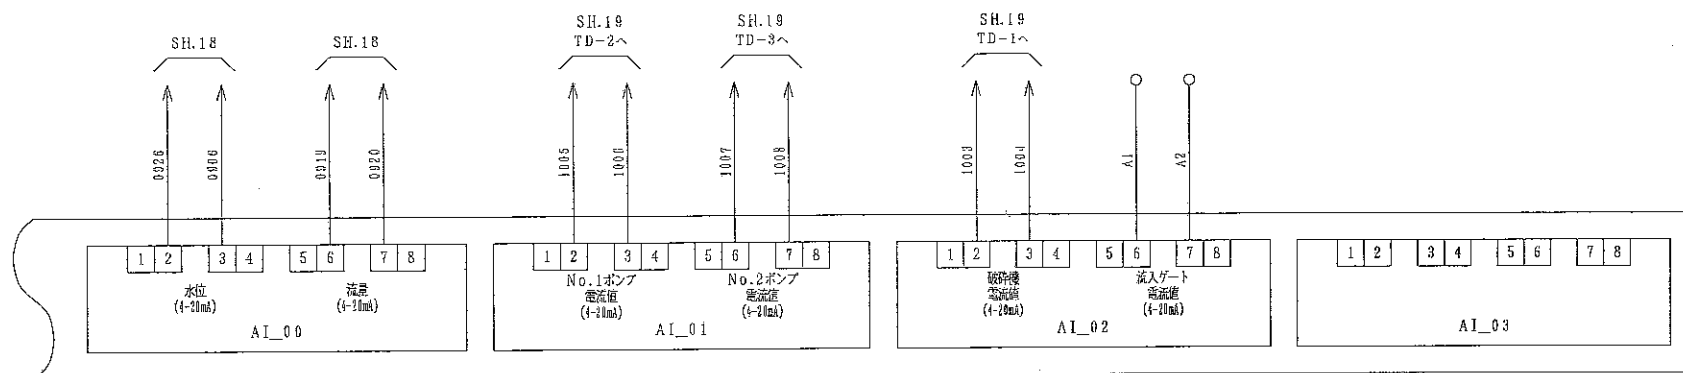 SH.18
SH.18
SH.19
TD-2へ
SH.19
TD-3へ
SH.19
TD-1へ
0926
0906
0919
0920
1005
1006
1007
1008
1003
1004
A1
A2
1 2 3 4 5 6 7 8
水位
(4-20mA)
流量
(4-20mA)
AI_00
1 2 3 4 5 6 7 8
No.1ポンプ
電流値
(4-20mA)
No.2ポンプ
電流値
(4-20mA)
AI_01
1 2 3 4 5 6 7 8
破砕機
電流値
(4-20mA)
流入ゲート
電流値
(4-20mA)
AI_02
1 2 3 4 5 6 7 8
AI_03